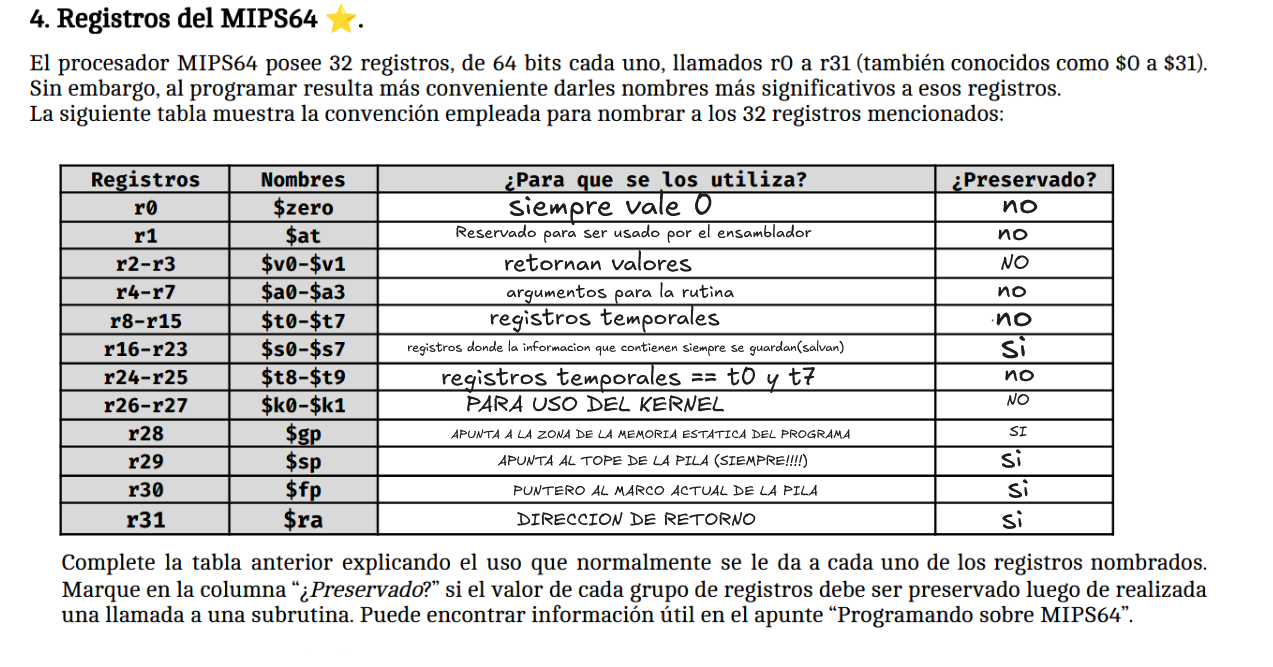 4. Registros del MIPS64 ⭐.
El procesador MIPS64 posee 32 registros, de 64 bits cada uno, llamados r0 a r31 (también conocidos como $0 a $31).
Sin embargo, al programar resulta más conveniente darles nombres más significativos a esos registros.
La siguiente tabla muestra la convención empleada para nombrar a los 32 registros mencionados:
Registros Nombres ¿Para que se los utiliza? ¿Preservado?
r0 $zero siempre vale 0 no
r1 $at Reservado para ser usado por el ensamblador no
r2-r3 $v0-$v1 retornan valores NO
r4-r7 $a0-$a3 argumentos para la rutina no
r8-r15 $t0-$t7 registros temporales no
r16-r23 $s0-$s7 registros donde la informacion que contienen siempre se guardan(salvan) si
r24-r25 $t8-$t9 registros temporales == t0 y t7 no
r26-r27 $k0-$k1 PARA USO DEL KERNEL NO
r28 $gp APUNTA A LA ZONA DE LA MEMORIA ESTATICA DEL PROGRAMA SI
r29 $sp APUNTA AL TOPE DE LA PILA (SIEMPRE!!!!) si
r30 $fp PUNTERO AL MARCO ACTUAL DE LA PILA si
r31 $ra DIRECCION DE RETORNO si
Complete la tabla anterior explicando el uso que normalmente se le da a cada uno de los registros nombrados.
Marque en la columna “¿Preservado?” si el valor de cada grupo de registros debe ser preservado luego de realizada
una llamada a una subrutina. Puede encontrar información útil en el apunte “Programando sobre MIPS64”.